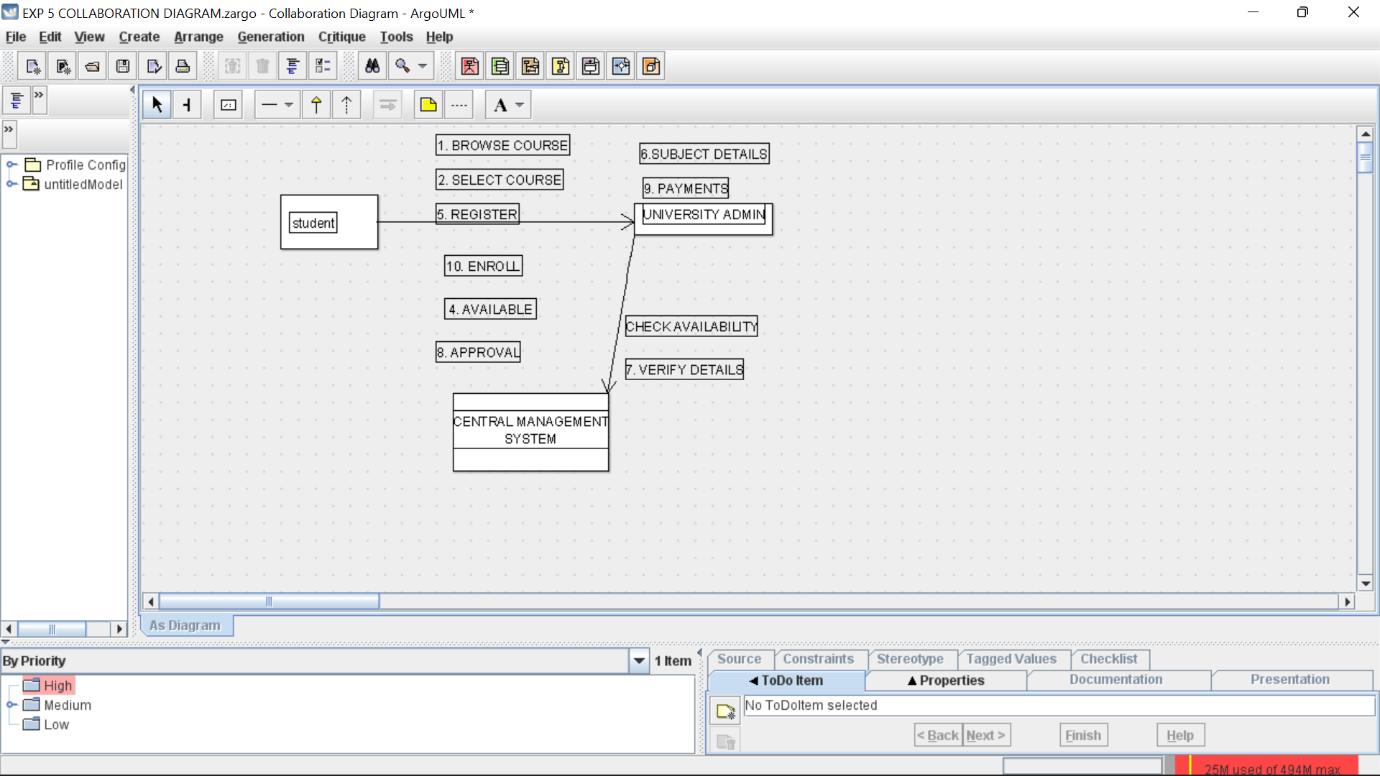 EXP 5 COLLABORATION DIAGRAM.zargo - Collaboration Diagram - ArgoUML *
File Edit View Create Arrange Generation Critique Tools Help
»
A
»
Profile Config
untitledModel
1. BROWSE COURSE
6.SUBJECT DETAILS
2. SELECT COURSE
9. PAYMENTS
student
5. REGISTER
UNIVERSITY ADMIN
10. ENROLL
4. AVAILABLE
CHECK AVAILABILITY
8. APPROVAL
7. VERIFY DETAILS
CENTRAL MANAGEMENT
SYSTEM
As Diagram
By Priority
1 Item
High
Medium
Low
Source Constraints Stereotype Tagged Values Checklist
ToDo Item Properties Documentation Presentation
No ToDoItem selected
< Back Next > Finish Help
25M used of 494M max